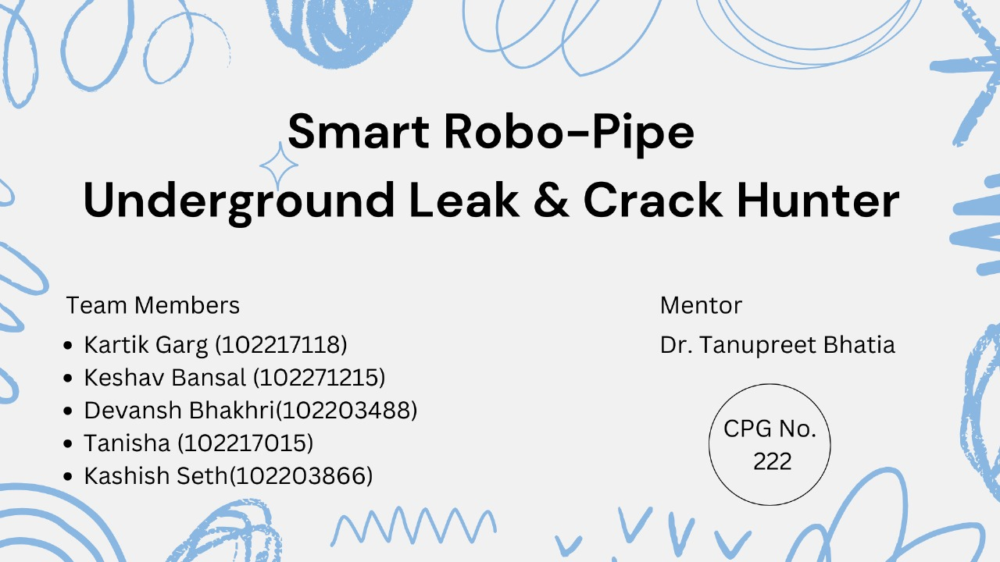 Smart Robo-Pipe
Underground Leak & Crack Hunter
Team Members
• Kartik Garg (102217118)
• Keshav Bansal (102271215)
• Devansh Bhakhri(102203488)
• Tanisha (102217015)
• Kashish Seth(102203866)
Mentor
Dr. Tanupreet Bhatia
CPG No.
222